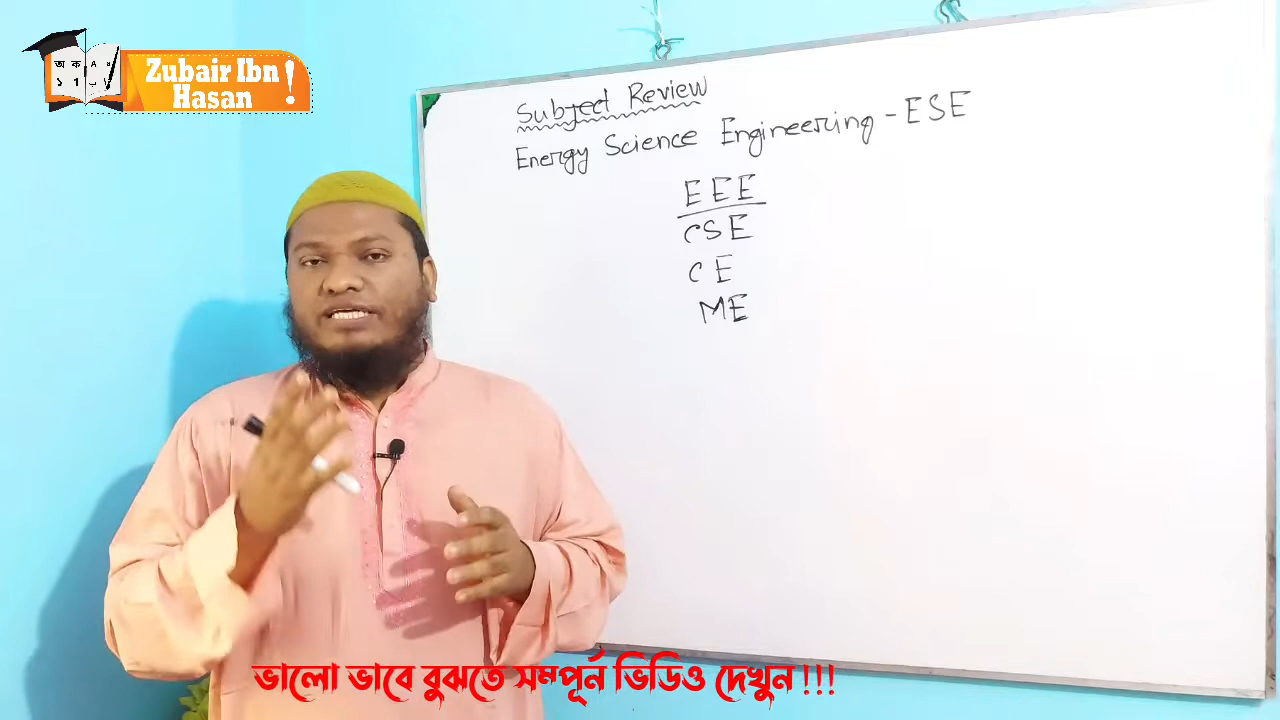 Zubair Ibn
Hasan !
Subject Review
Energy Science Engineering - ESE
EEE
CSE
CE
ME
ভালো ভাবে বুঝতে সম্পূর্ন ভিডিও দেখুন !!!